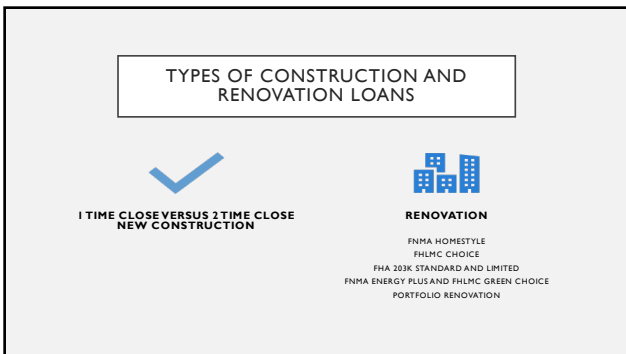 TYPES OF CONSTRUCTION AND
RENOVATION LOANS
1 TIME CLOSE VERSUS 2 TIME CLOSE
NEW CONSTRUCTION
RENOVATION
FNMA HOMESTYLE
FHLMC CHOICE
FHA 203K STANDARD AND LIMITED
FNMA ENERGY PLUS AND FHLMC GREEN CHOICE
PORTFOLIO RENOVATION